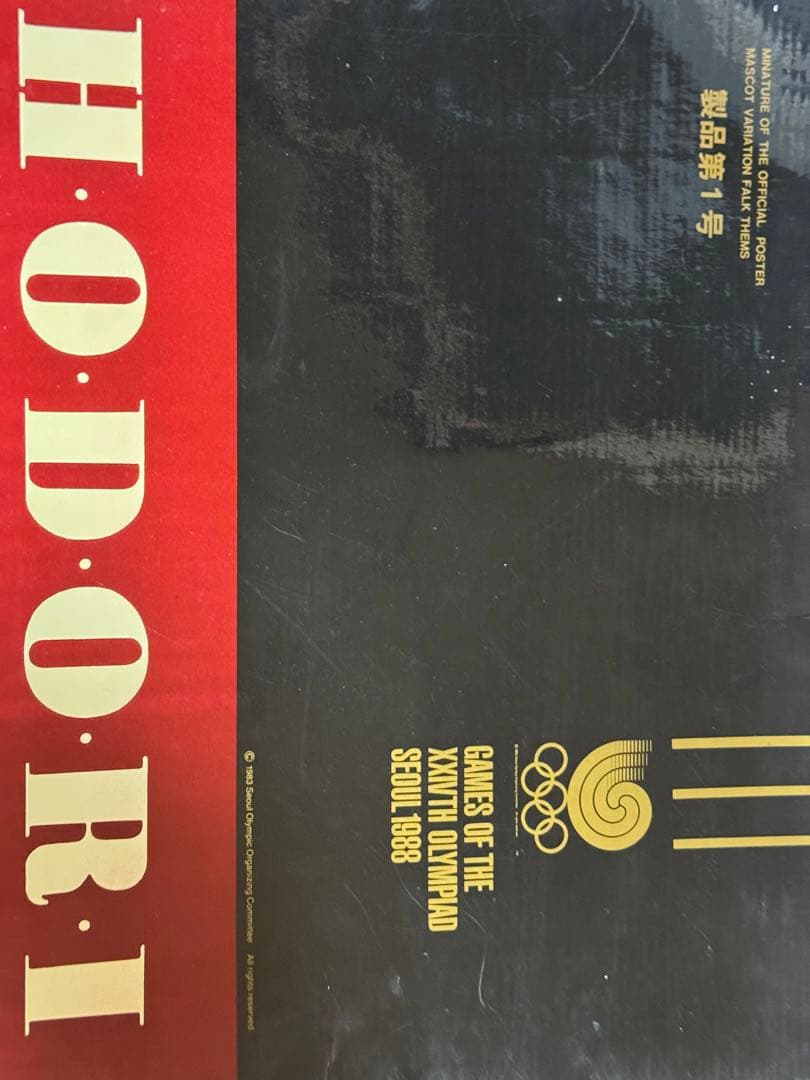 MINATURE OF THE OFFICIAL POSTER
MASCOT VARIATION FALK THEMS
製品第1号
GAMES OF THE
XXIVTH OLYMPIAD
SEOUL 1988
© 1983 Seoul Olympic Organizing Committee All rights reserved
H·O·D·O·R·I